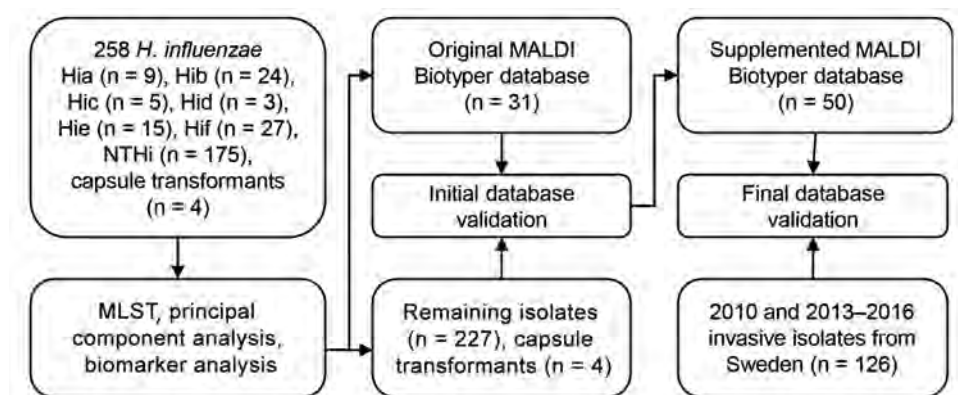 258 H. influenzae
Hia (n = 9), Hib (n = 24),
Hic (n = 5), Hid (n = 3),
Hie (n = 15), Hif (n = 27),
NTHi (n = 175),
capsule transformants
(n = 4)
MLST, principal
component analysis,
biomarker analysis
Original MALDI
Biotyper database
(n = 31)
Initial database
validation
Remaining isolates
(n = 227), capsule
transformants (n = 4)
Supplemented MALDI
Biotyper database
(n = 50)
Final database
validation
2010 and 2013–2016
invasive isolates from
Sweden (n = 126)